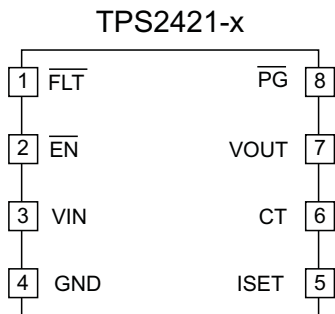 TPS2421-x
1 FLT PG 8
2 EN VOUT 7
3 VIN CT 6
4 GND ISET 5